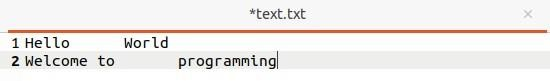 *text.txt
×
1 Hello	World
2 Welcome to	programming